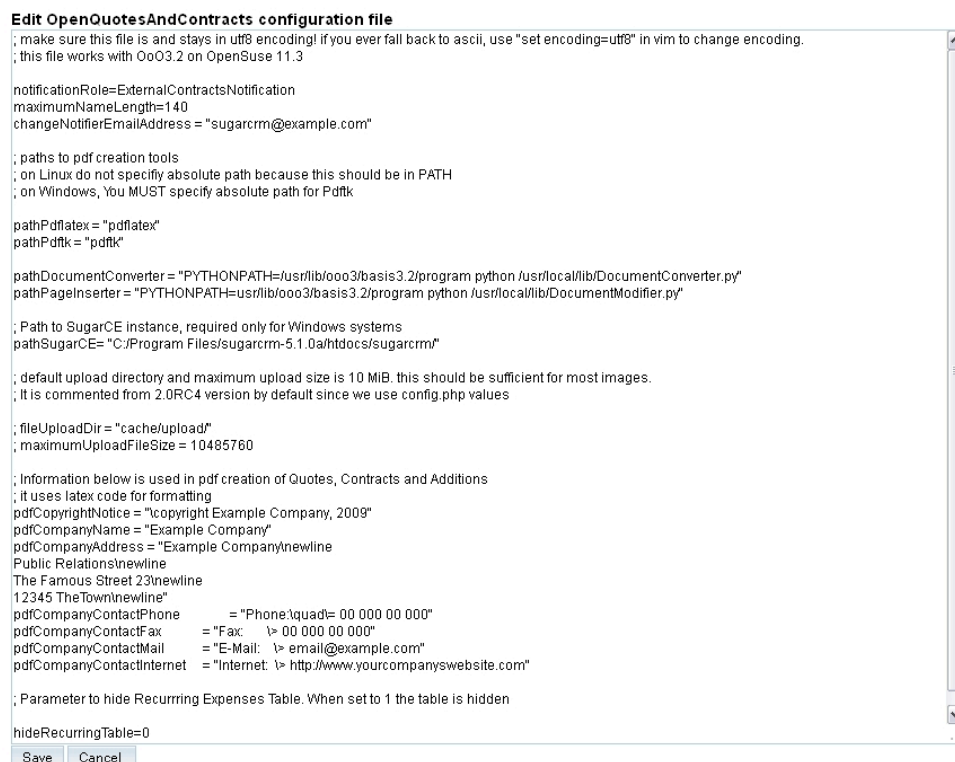 Edit OpenQuotesAndContracts configuration file
; make sure this file is and stays in utf8 encoding! if you ever fall back to ascii, use "set encoding=utf8" in vim to change encoding.
; this file works with OoO3.2 on OpenSuse 11.3
notificationRole=ExternalContractsNotification
maximumNameLength=140
changeNotifierEmailAddress = "sugarcrm@example.com"
; paths to pdf creation tools
; on Linux do not specifiy absolute path because this should be in PATH
; on Windows, You MUST specify absolute path for Pdftk
pathPdflatex = "pdflatex"
pathPdftk = "pdftk"
pathDocumentConverter = "PYTHONPATH=/usr/lib/ooo3/basis3.2/program python /usr/local/lib/DocumentConverter.py"
pathPageInserter = "PYTHONPATH=usr/lib/ooo3/basis3.2/program python /usr/local/lib/DocumentModifier.py"
; Path to SugarCE instance, required only for Windows systems
pathSugarCE= "C:/Program Files/sugarcrm-5.1.0a/htdocs/sugarcrm/"
; default upload directory and maximum upload size is 10 MiB. this should be sufficient for most images.
; It is commented from 2.0RC4 version by default since we use config.php values
; fileUploadDir = "cache/upload/"
; maximumUploadFileSize = 10485760
; Information below is used in pdf creation of Quotes, Contracts and Additions
; it uses latex code for formatting
pdfCopyrightNotice = "\copyright Example Company, 2009"
pdfCompanyName = "Example Company"
pdfCompanyAddress = "Example Company\newline
Public Relations\newline
The Famous Street 23\newline
12345 TheTown\newline"
pdfCompanyContactPhone = "Phone:\quad\= 00 000 00 000"
pdfCompanyContactFax = "Fax: \> 00 000 00 000"
pdfCompanyContactMail = "E-Mail: \> email@example.com"
pdfCompanyContactInternet = "Internet: \> http://www.yourcompanyswebsite.com"
; Parameter to hide Recurrring Expenses Table. When set to 1 the table is hidden
hideRecurringTable=0
Save Cancel